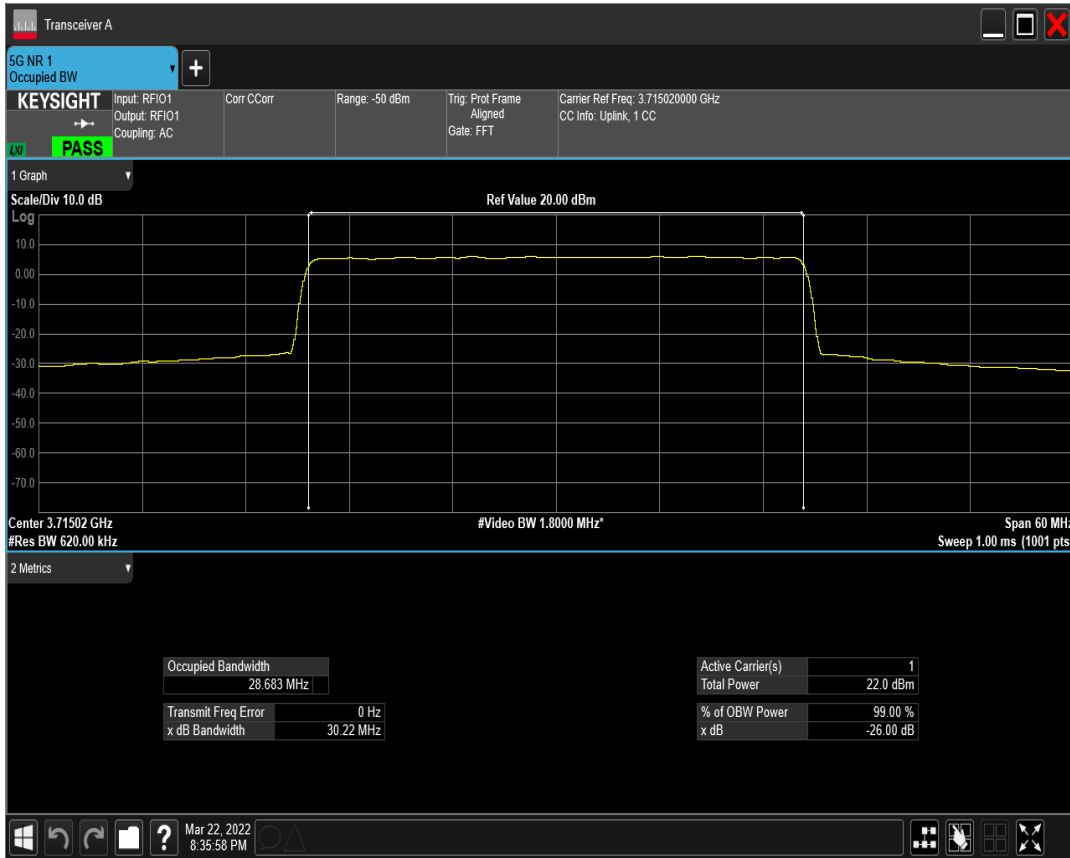 Transceiver A
5G NR 1
Occupied BW
KEYSIGHT
LXI
PASS
Input: RFIO1
Output: RFIO1
Coupling: AC
Corr CCorr
Range: -50 dBm
Trig: Prot Frame
Aligned
Gate: FFT
Carrier Ref Freq: 3.715020000 GHz
CC Info: Uplink, 1 CC
1 Graph
Scale/Div 10.0 dB
Ref Value 20.00 dBm
Log
10.0
0.00
-10.0
-20.0
-30.0
-40.0
-50.0
-60.0
-70.0
Center 3.71502 GHz
#Video BW 1.8000 MHz*
Span 60 MHz
#Res BW 620.00 kHz
Sweep 1.00 ms (1001 pts
2 Metrics
Occupied Bandwidth
28.683 MHz
Transmit Freq Error 0 Hz
x dB Bandwidth 30.22 MHz
Active Carrier(s) 1
Total Power 22.0 dBm
% of OBW Power 99.00 %
x dB -26.00 dB
?
Mar 22, 2022
8:35:58 PM